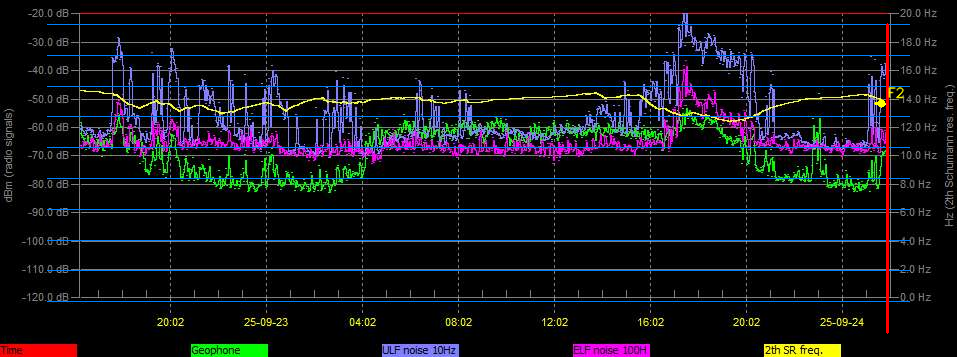 -20.0 dB 20.0 Hz
-30.0 dB 18.0 Hz
-40.0 dB 16.0 Hz
-50.0 dB 14.0 Hz
F2
-60.0 dB 12.0 Hz
-70.0 dB 10.0 Hz
-80.0 dB 8.0 Hz
-90.0 dB 6.0 Hz
-100.0 dB 4.0 Hz
-110.0 dB 2.0 Hz
-120.0 dB 0.0 Hz
dBm (radio signals)
Hz (2th Schumann res. freq.)
20:02 25-09-23 04:02 08:02 12:02 16:02 20:02 25-09-24
Time Geophone ULF noise 10Hz ELF noise 100H 2th SR freq.